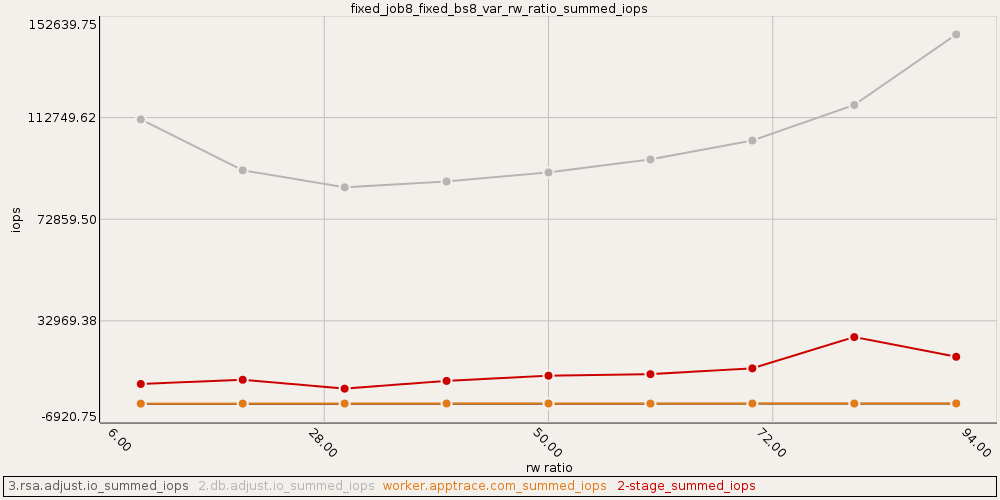 fixed_job8_fixed_bs8_var_rw_ratio_summed_iops
152639.75
112749.62
72859.50
32969.38
-6920.75
iops
6.00 28.00 50.00 72.00 94.00
rw ratio
3.rsa.adjust.io_summed_iops 2.db.adjust.io_summed_iops worker.apptrace.com_summed_iops 2-stage_summed_iops